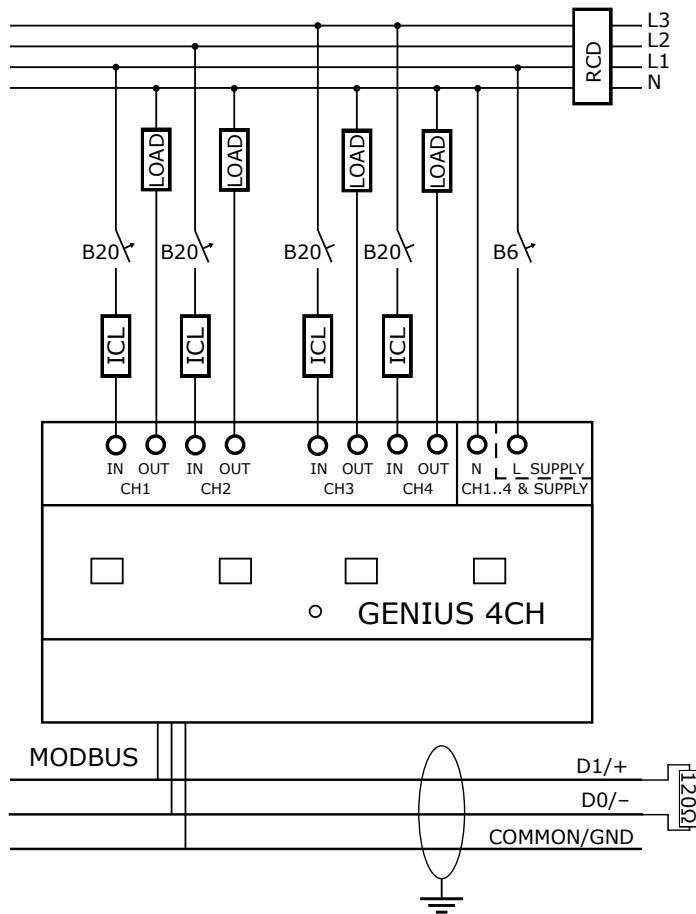 L3
L2
L1
N
RCD
LOAD
LOAD
LOAD
LOAD
B20
B20
B20
B20
B6
ICL
ICL
ICL
ICL
IN OUT IN OUT IN OUT IN OUT N L SUPPLY
CH1 CH2 CH3 CH4 CH1..4 & SUPPLY
GENIUS 4CH
MODBUS
D1/+
D0/–
120Ω
COMMON/GND